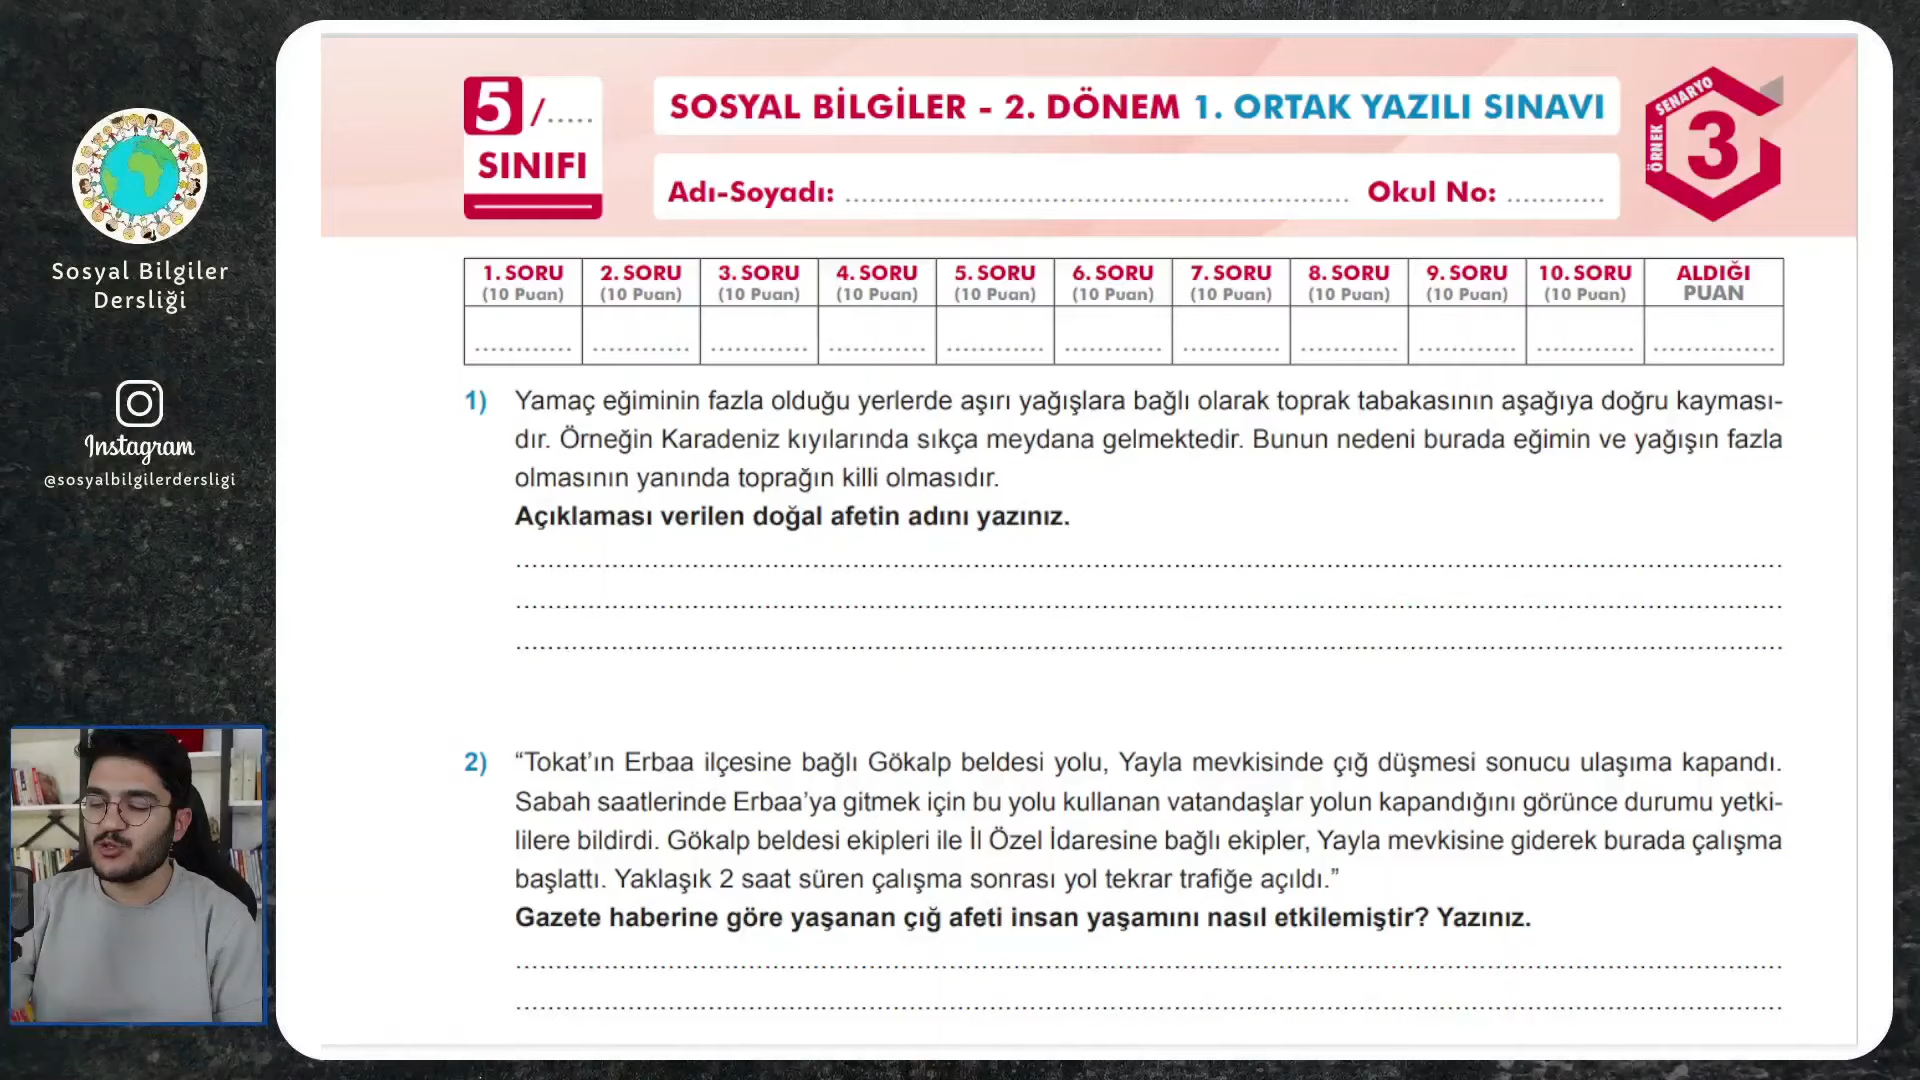 Sosyal Bilgiler
Dersliği
Instagram
@sosyalbilgilerdersligi
5 /.....
SINIFI
SOSYAL BİLGİLER - 2. DÖNEM 1. ORTAK YAZILI SINAVI
Adı-Soyadı: ........................................................ Okul No: ............
ÖRNEK SENARYO
3
1. SORU 2. SORU 3. SORU 4. SORU 5. SORU 6. SORU 7. SORU 8. SORU 9. SORU 10. SORU ALDIĞI
(10 Puan) (10 Puan) (10 Puan) (10 Puan) (10 Puan) (10 Puan) (10 Puan) (10 Puan) (10 Puan) (10 Puan) PUAN
1) Yamaç eğiminin fazla olduğu yerlerde aşırı yağışlara bağlı olarak toprak tabakasının aşağıya doğru kayması-
dır. Örneğin Karadeniz kıyılarında sıkça meydana gelmektedir. Bunun nedeni burada eğimin ve yağışın fazla
olmasının yanında toprağın killi olmasıdır.
Açıklaması verilen doğal afetin adını yazınız.
2) “Tokat’ın Erbaa ilçesine bağlı Gökalp beldesi yolu, Yayla mevkisinde çığ düşmesi sonucu ulaşıma kapandı.
Sabah saatlerinde Erbaa’ya gitmek için bu yolu kullanan vatandaşlar yolun kapandığını görünce durumu yetki-
lilere bildirdi. Gökalp beldesi ekipleri ile İl Özel İdaresine bağlı ekipler, Yayla mevkisine giderek burada çalışma
başlattı. Yaklaşık 2 saat süren çalışma sonrası yol tekrar trafiğe açıldı.”
Gazete haberine göre yaşanan çığ afeti insan yaşamını nasıl etkilemiştir? Yazınız.